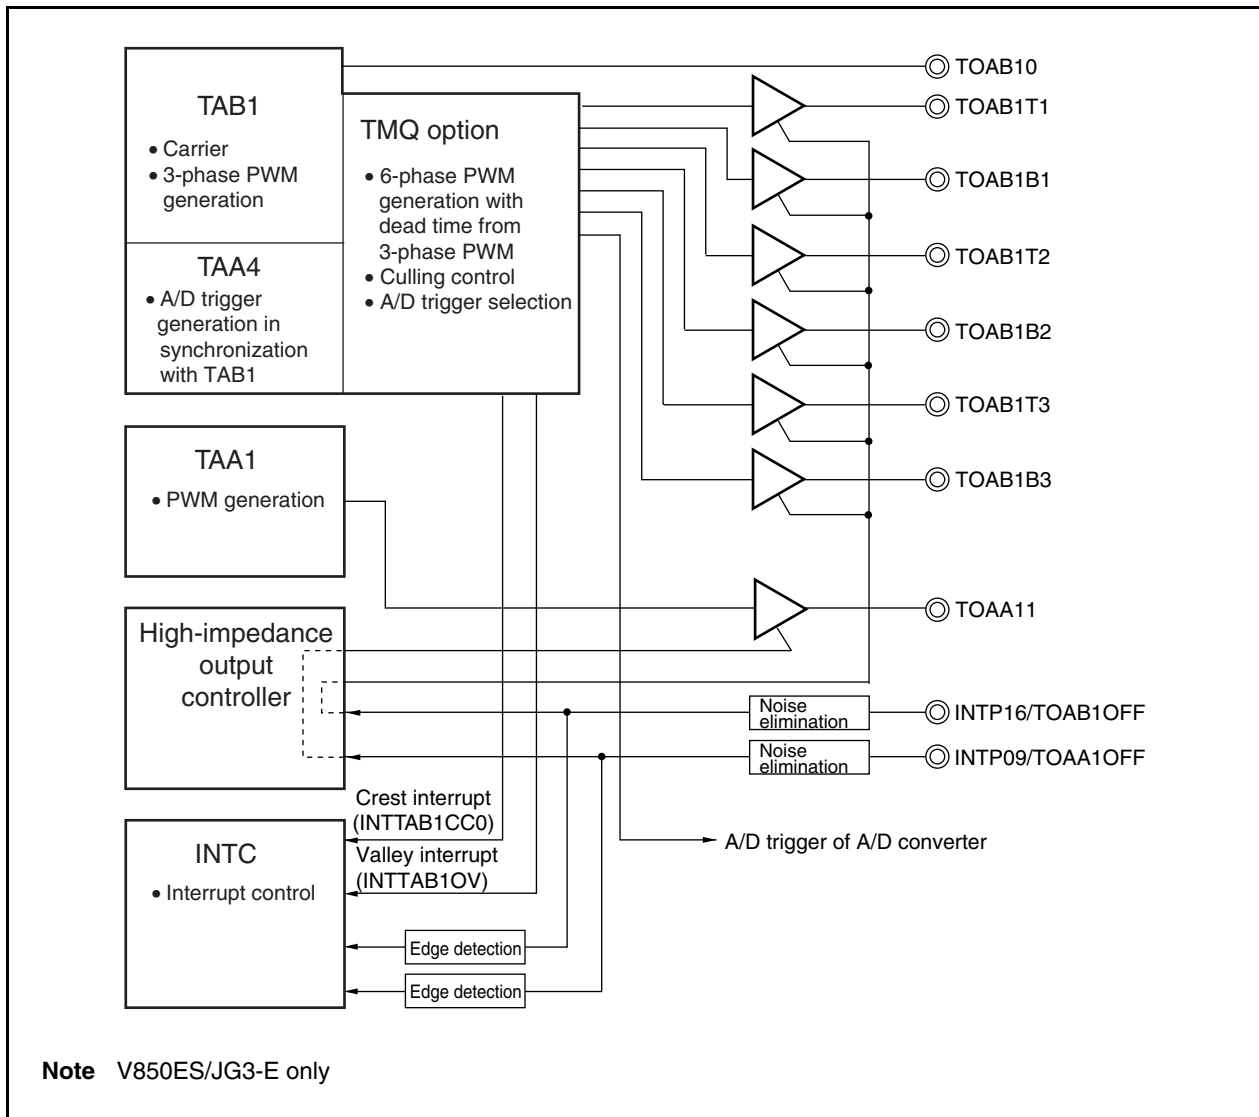 TAB1
• Carrier
• 3-phase PWM
generation
TAA4
• A/D trigger
generation in
synchronization
with TAB1
TMQ option
• 6-phase PWM
generation with
dead time from
3-phase PWM
• Culling control
• A/D trigger selection
TOAB10
TOAB1T1
TOAB1B1
TOAB1T2
TOAB1B2
TOAB1T3
TOAB1B3
TAA1
• PWM generation
TOAA11
High-impedance
output
controller
Noise
elimination
INTP16/TOAB1OFF
Noise
elimination
INTP09/TOAA1OFF
Crest interrupt
(INTTAB1CC0)
Valley interrupt
(INTTAB1OV)
A/D trigger of A/D converter
INTC
• Interrupt control
Edge detection
Edge detection
Note V850ES/JG3-E only